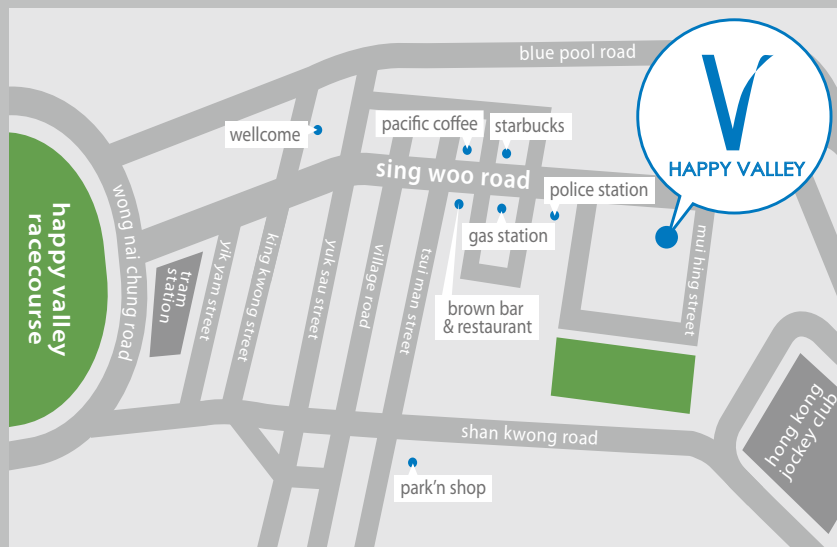 blue pool road
V
HAPPY VALLEY
wellcome
pacific coffee
starbucks
sing woo road
police station
gas station
brown bar
& restaurant
happy valley
racecourse
wong nai chung road
tram
station
yik yam street
king kwong street
yuk sau street
village road
tsui man street
mui hing street
shan kwong road
park'n shop
hong kong
jockey club